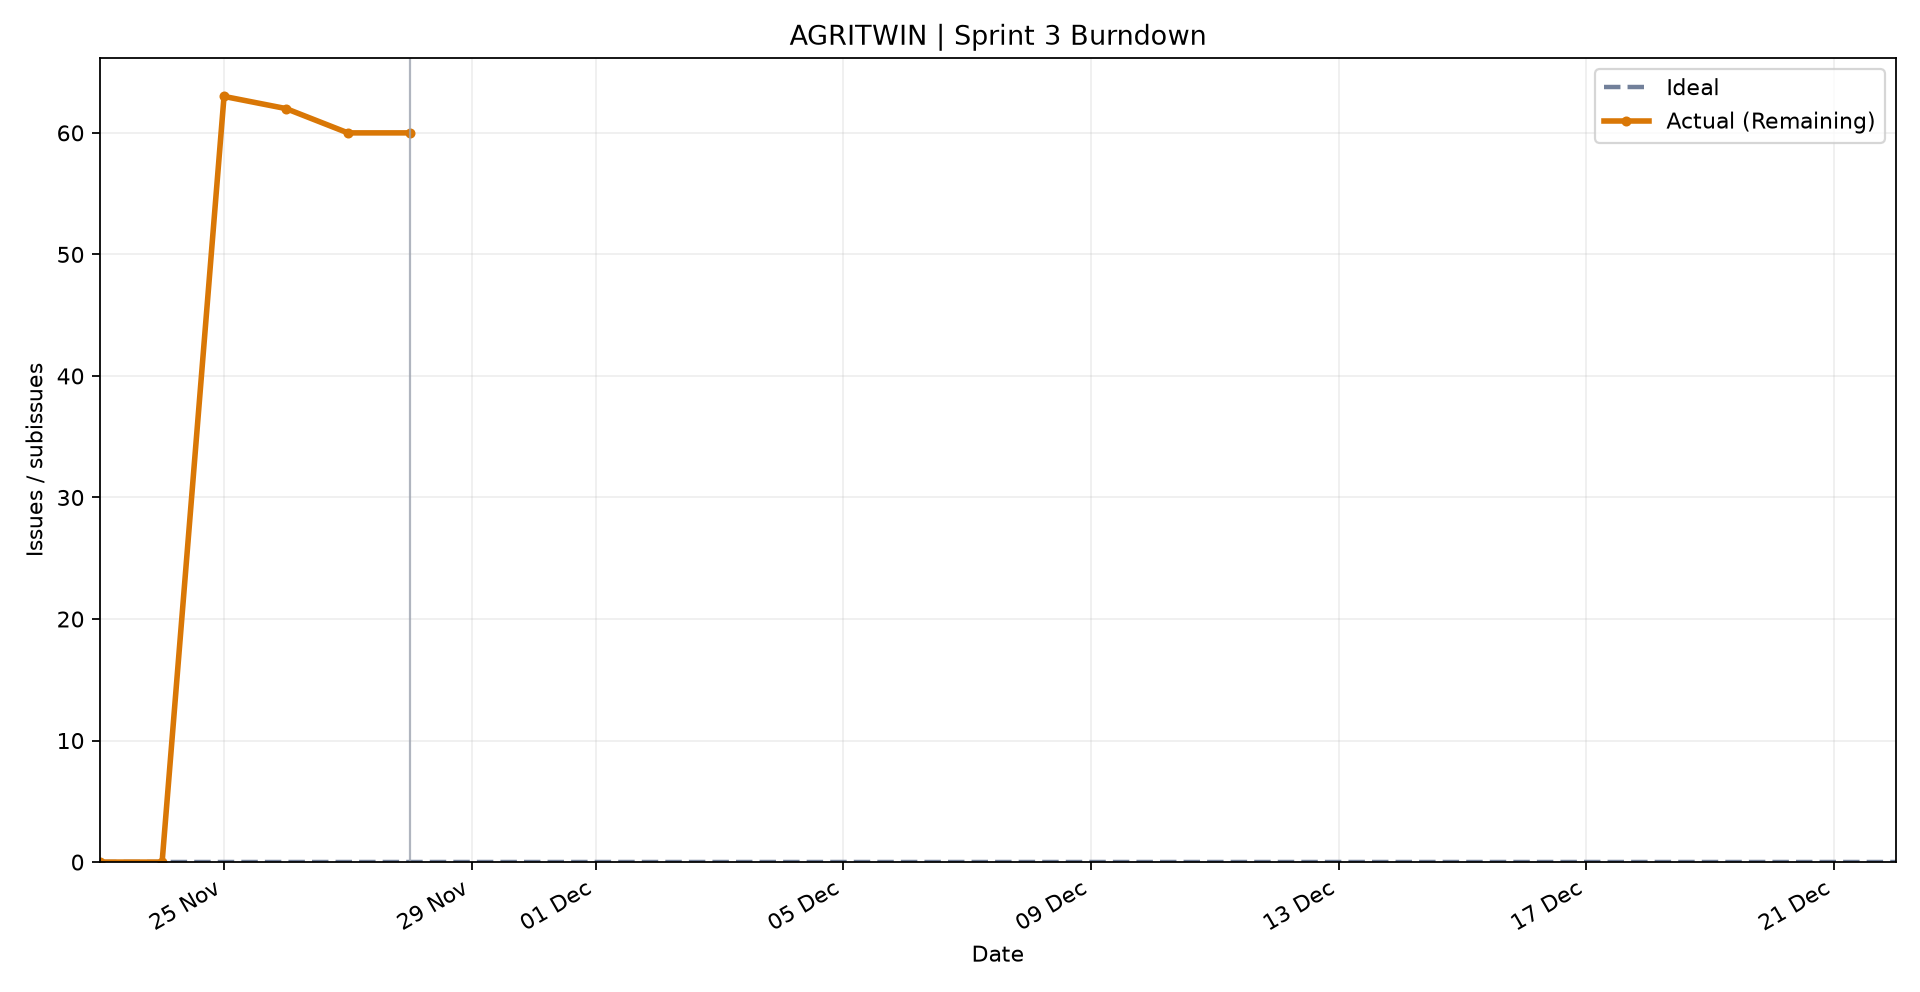 AGRITWIN | Sprint 3 Burndown
Ideal
Actual (Remaining)
Issues / subissues
60
50
40
30
20
10
0
25 Nov
29 Nov
01 Dec
05 Dec
09 Dec
13 Dec
17 Dec
21 Dec
Date